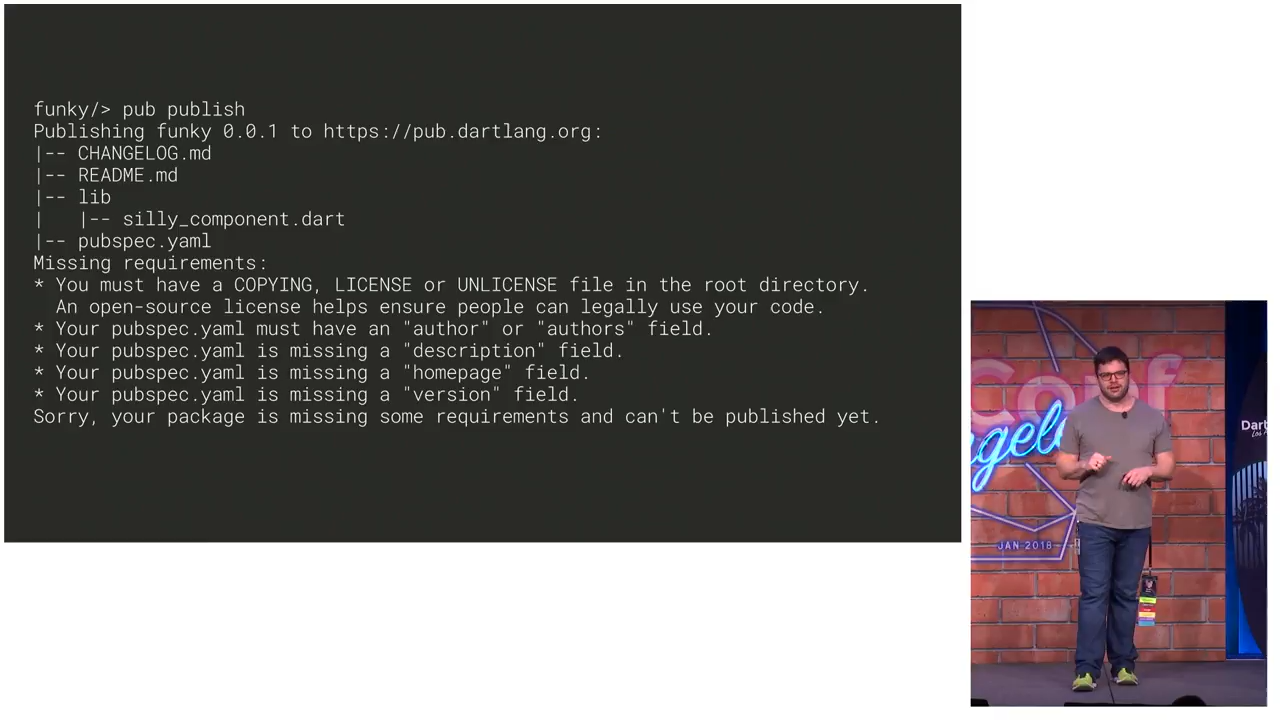 funky/> pub publish
Publishing funky 0.0.1 to https://pub.dartlang.org:
|-- CHANGELOG.md
|-- README.md
|-- lib
|   |-- silly_component.dart
|-- pubspec.yaml
Missing requirements:
* You must have a COPYING, LICENSE or UNLICENSE file in the root directory.
  An open-source license helps ensure people can legally use your code.
* Your pubspec.yaml must have an "author" or "authors" field.
* Your pubspec.yaml is missing a "description" field.
* Your pubspec.yaml is missing a "homepage" field.
* Your pubspec.yaml is missing a "version" field.
Sorry, your package is missing some requirements and can't be published yet.
Conf
ngele
JAN 2018
Dart
Los A